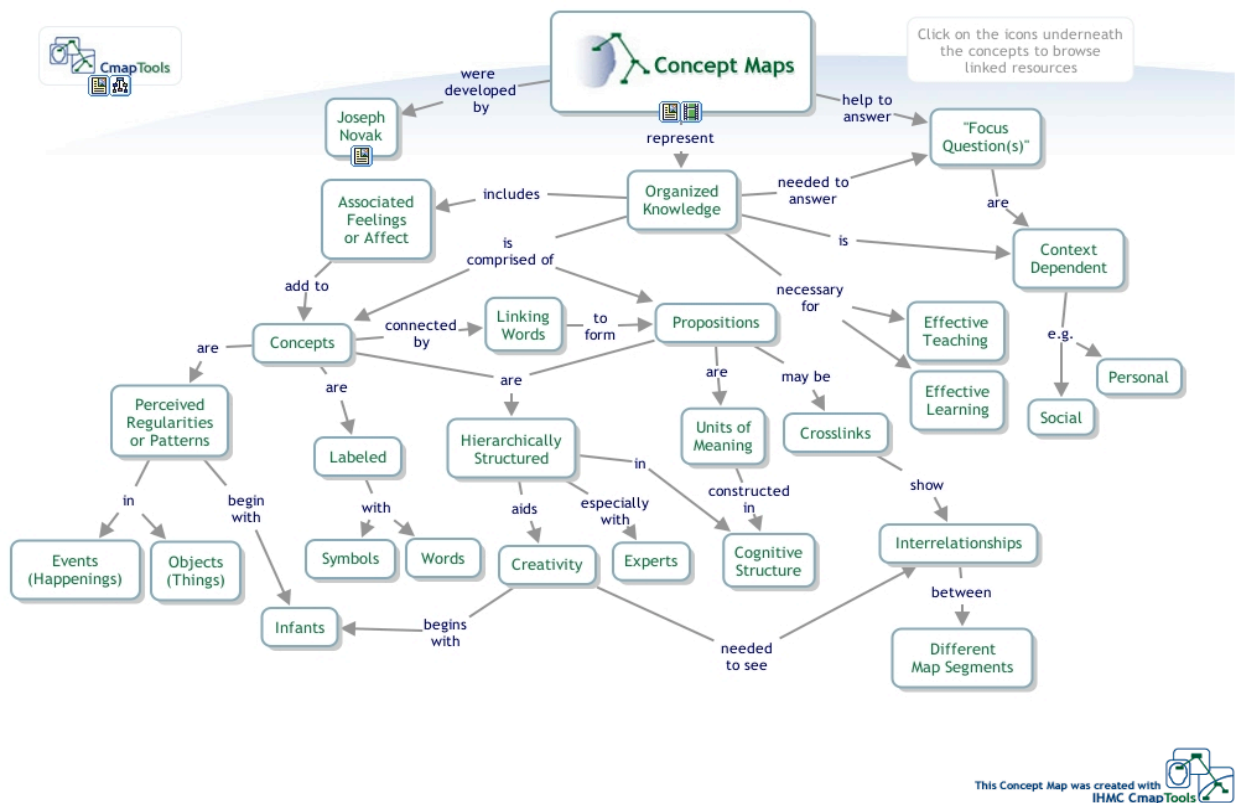 CmapTools
Concept Maps
Click on the icons underneath
the concepts to browse
linked resources
were
developed
by
help to
answer
Joseph
Novak
represent
"Focus
Question(s)"
Associated
Feelings
or Affect
includes
Organized
Knowledge
needed to
answer
are
is
Context
Dependent
is
comprised of
add to
necessary
for
Concepts
connected
by
Linking
Words
to
form
Propositions
Effective
Teaching
e.g.
are
are
are
are
may be
Personal
Effective
Learning
Social
Perceived
Regularities
or Patterns
Labeled
Hierarchically
Structured
Units of
Meaning
Crosslinks
in
in
begin
with
with
aids
especially
with
constructed
in
show
Events
(Happenings)
Objects
(Things)
Symbols
Words
Creativity
Experts
Cognitive
Structure
Interrelationships
Infants
begins
with
needed
to see
between
Different
Map Segments
This Concept Map was created with
IHMC CmapTools